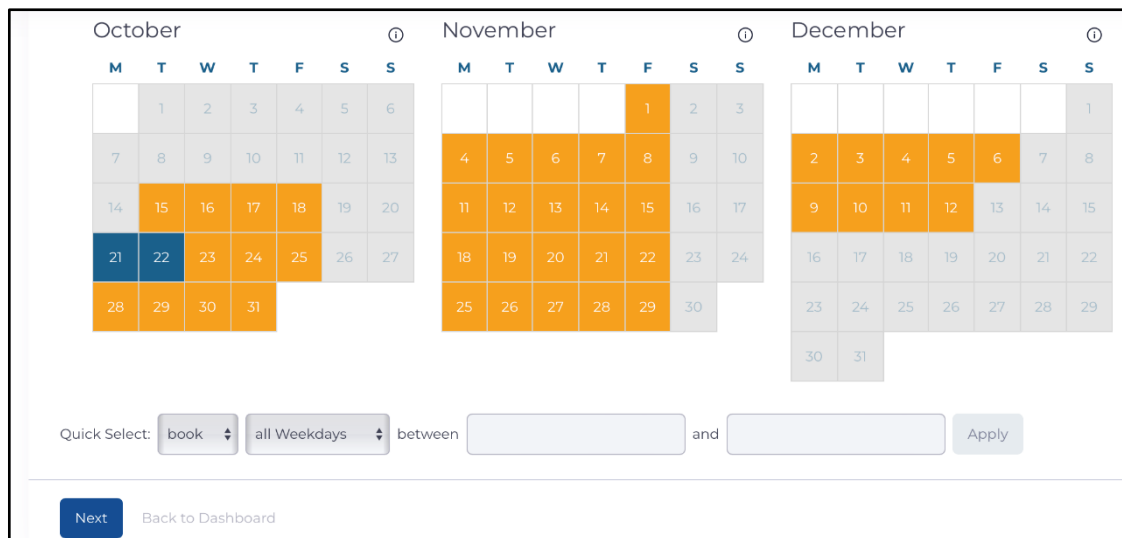 October ⓘ November ⓘ December ⓘ
M T W T F S S M T W T F S S M T W T F S S
1 2 3 4 5 6 1 2 3 1
7 8 9 10 11 12 13 4 5 6 7 8 9 10 2 3 4 5 6 7 8
14 15 16 17 18 19 20 11 12 13 14 15 16 17 9 10 11 12 13 14 15
21 22 23 24 25 26 27 18 19 20 21 22 23 24 16 17 18 19 20 21 22
28 29 30 31 25 26 27 28 29 30 23 24 25 26 27 28 29
30 31
Quick Select: book all Weekdays between and Apply
Next Back to Dashboard